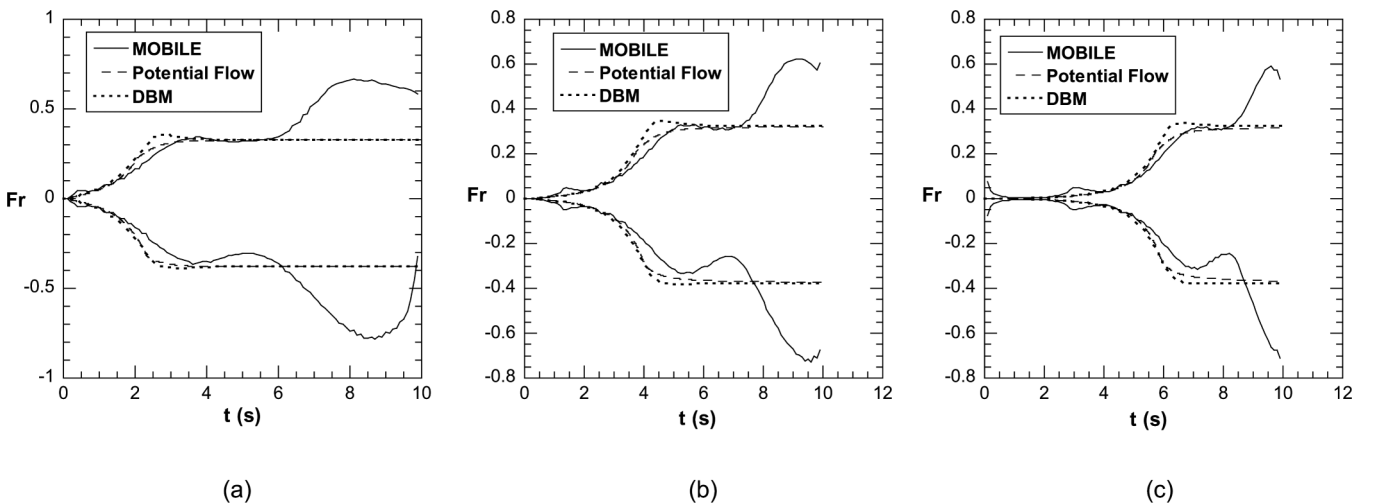 1
0.5
0
-0.5
-1
Fr
MOBILE
Potential Flow
DBM
0 2 4 6 8 10
t (s)
(a)
0.8
0.6
0.4
0.2
0
-0.2
-0.4
-0.6
-0.8
Fr
MOBILE
Potential Flow
DBM
0 2 4 6 8 10 12
t (s)
(b)
0.8
0.6
0.4
0.2
0
-0.2
-0.4
-0.6
-0.8
Fr
MOBILE
Potential Flow
DBM
0 2 4 6 8 10 12
t (s)
(c)